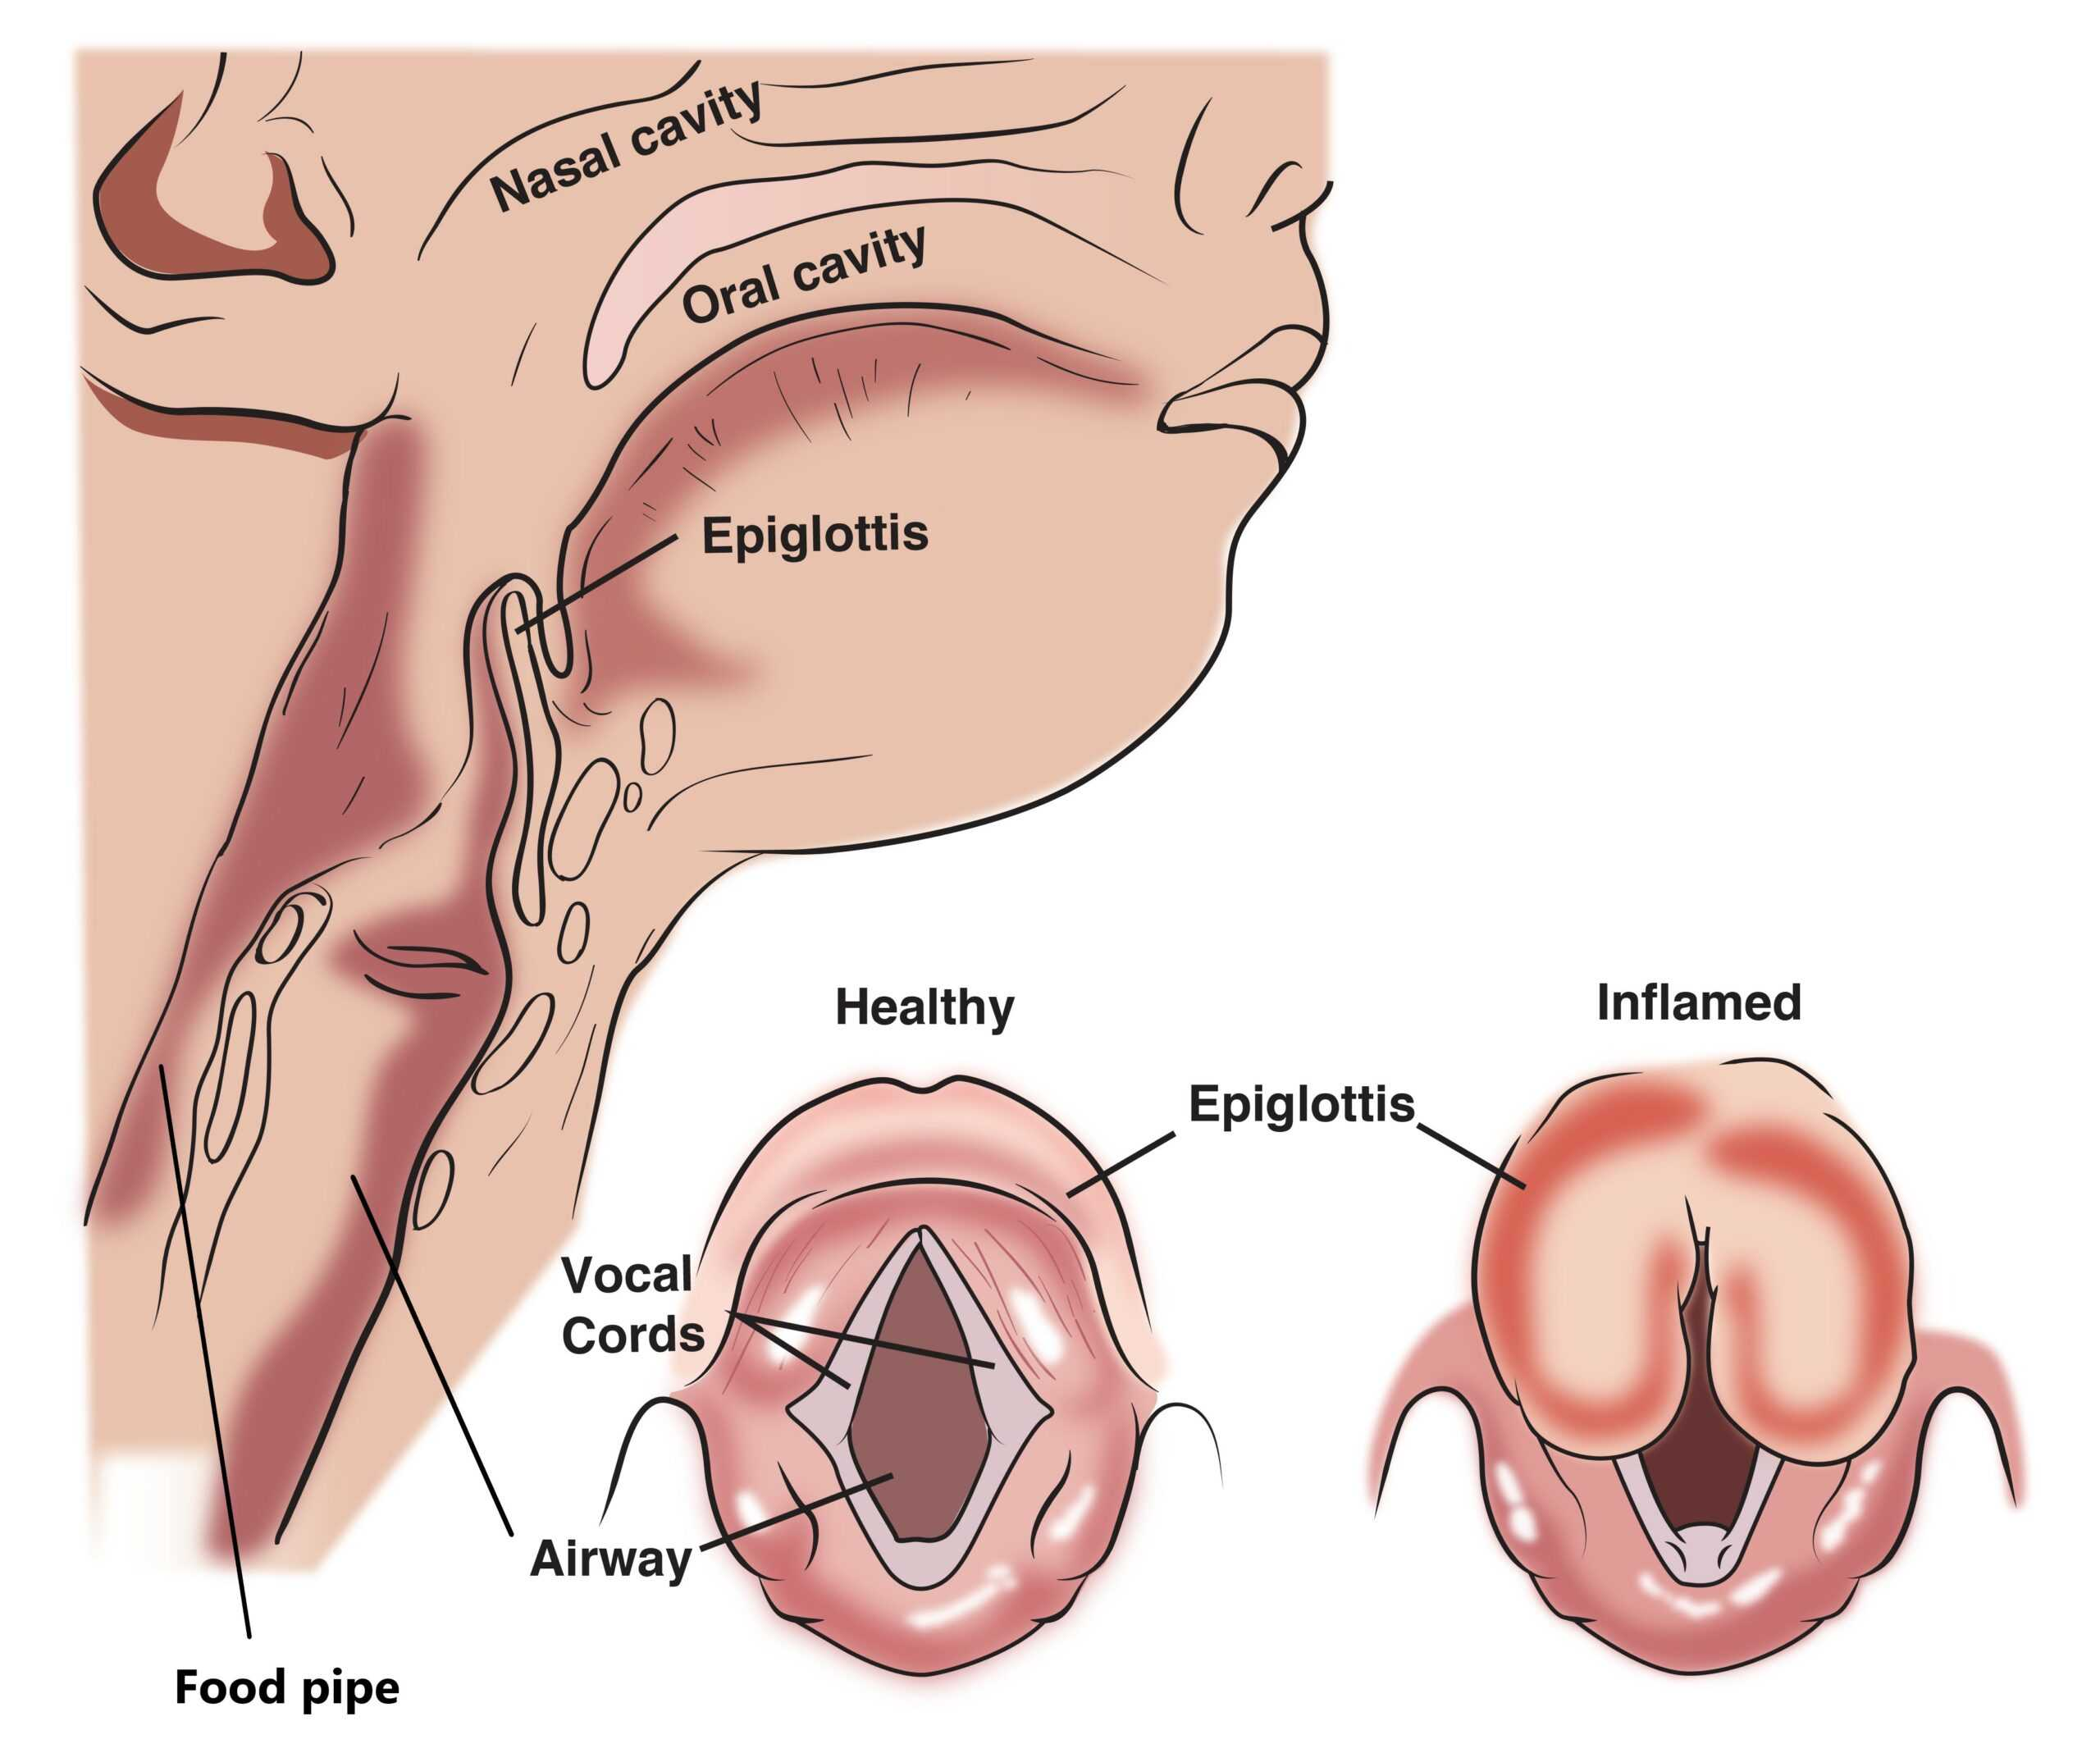 Nasal cavity
Oral cavity
Epiglottis
Healthy
Inflamed
Epiglottis
Vocal
Cords
Airway
Food pipe